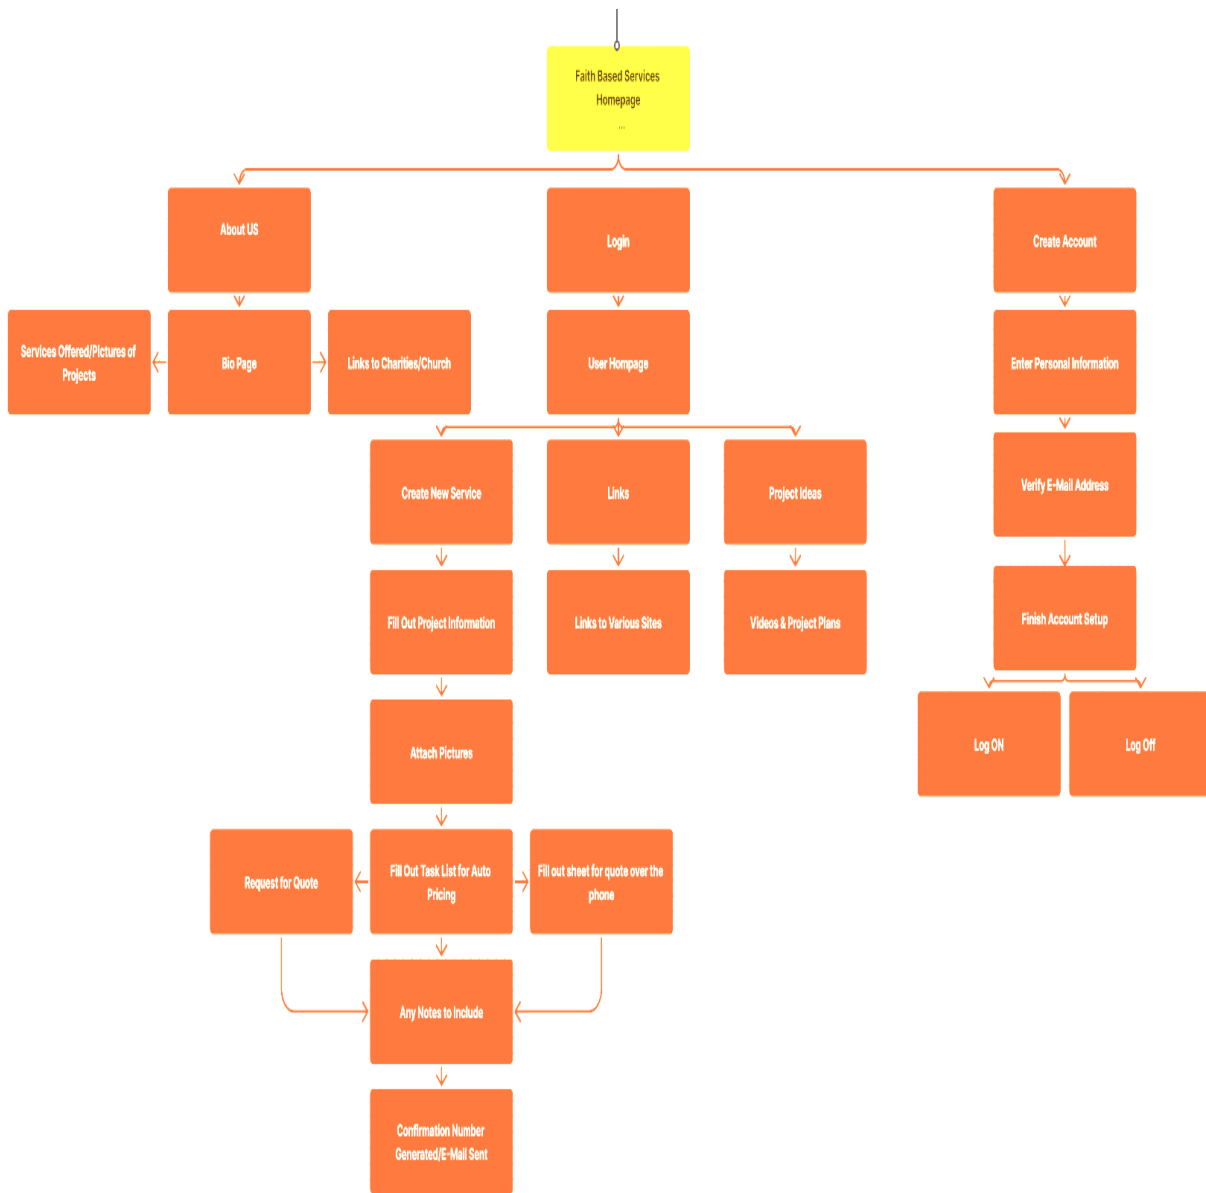 Faith Based Services
Homepage
...
About US
Login
Create Account
Services Offered/Pictures of
Projects
Bio Page
Links to Charities/Church
User Hompage
Enter Personal Information
Create New Service
Links
Project Ideas
Verify E-Mail Address
Fill Out Project Information
Links to Various Sites
Videos & Project Plans
Finish Account Setup
Attach Pictures
Log ON
Log Off
Request for Quote
Fill Out Task List for Auto
Pricing
Fill out sheet for quote over the
phone
Any Notes to Include
Confirmation Number
Generated/E-Mail Sent